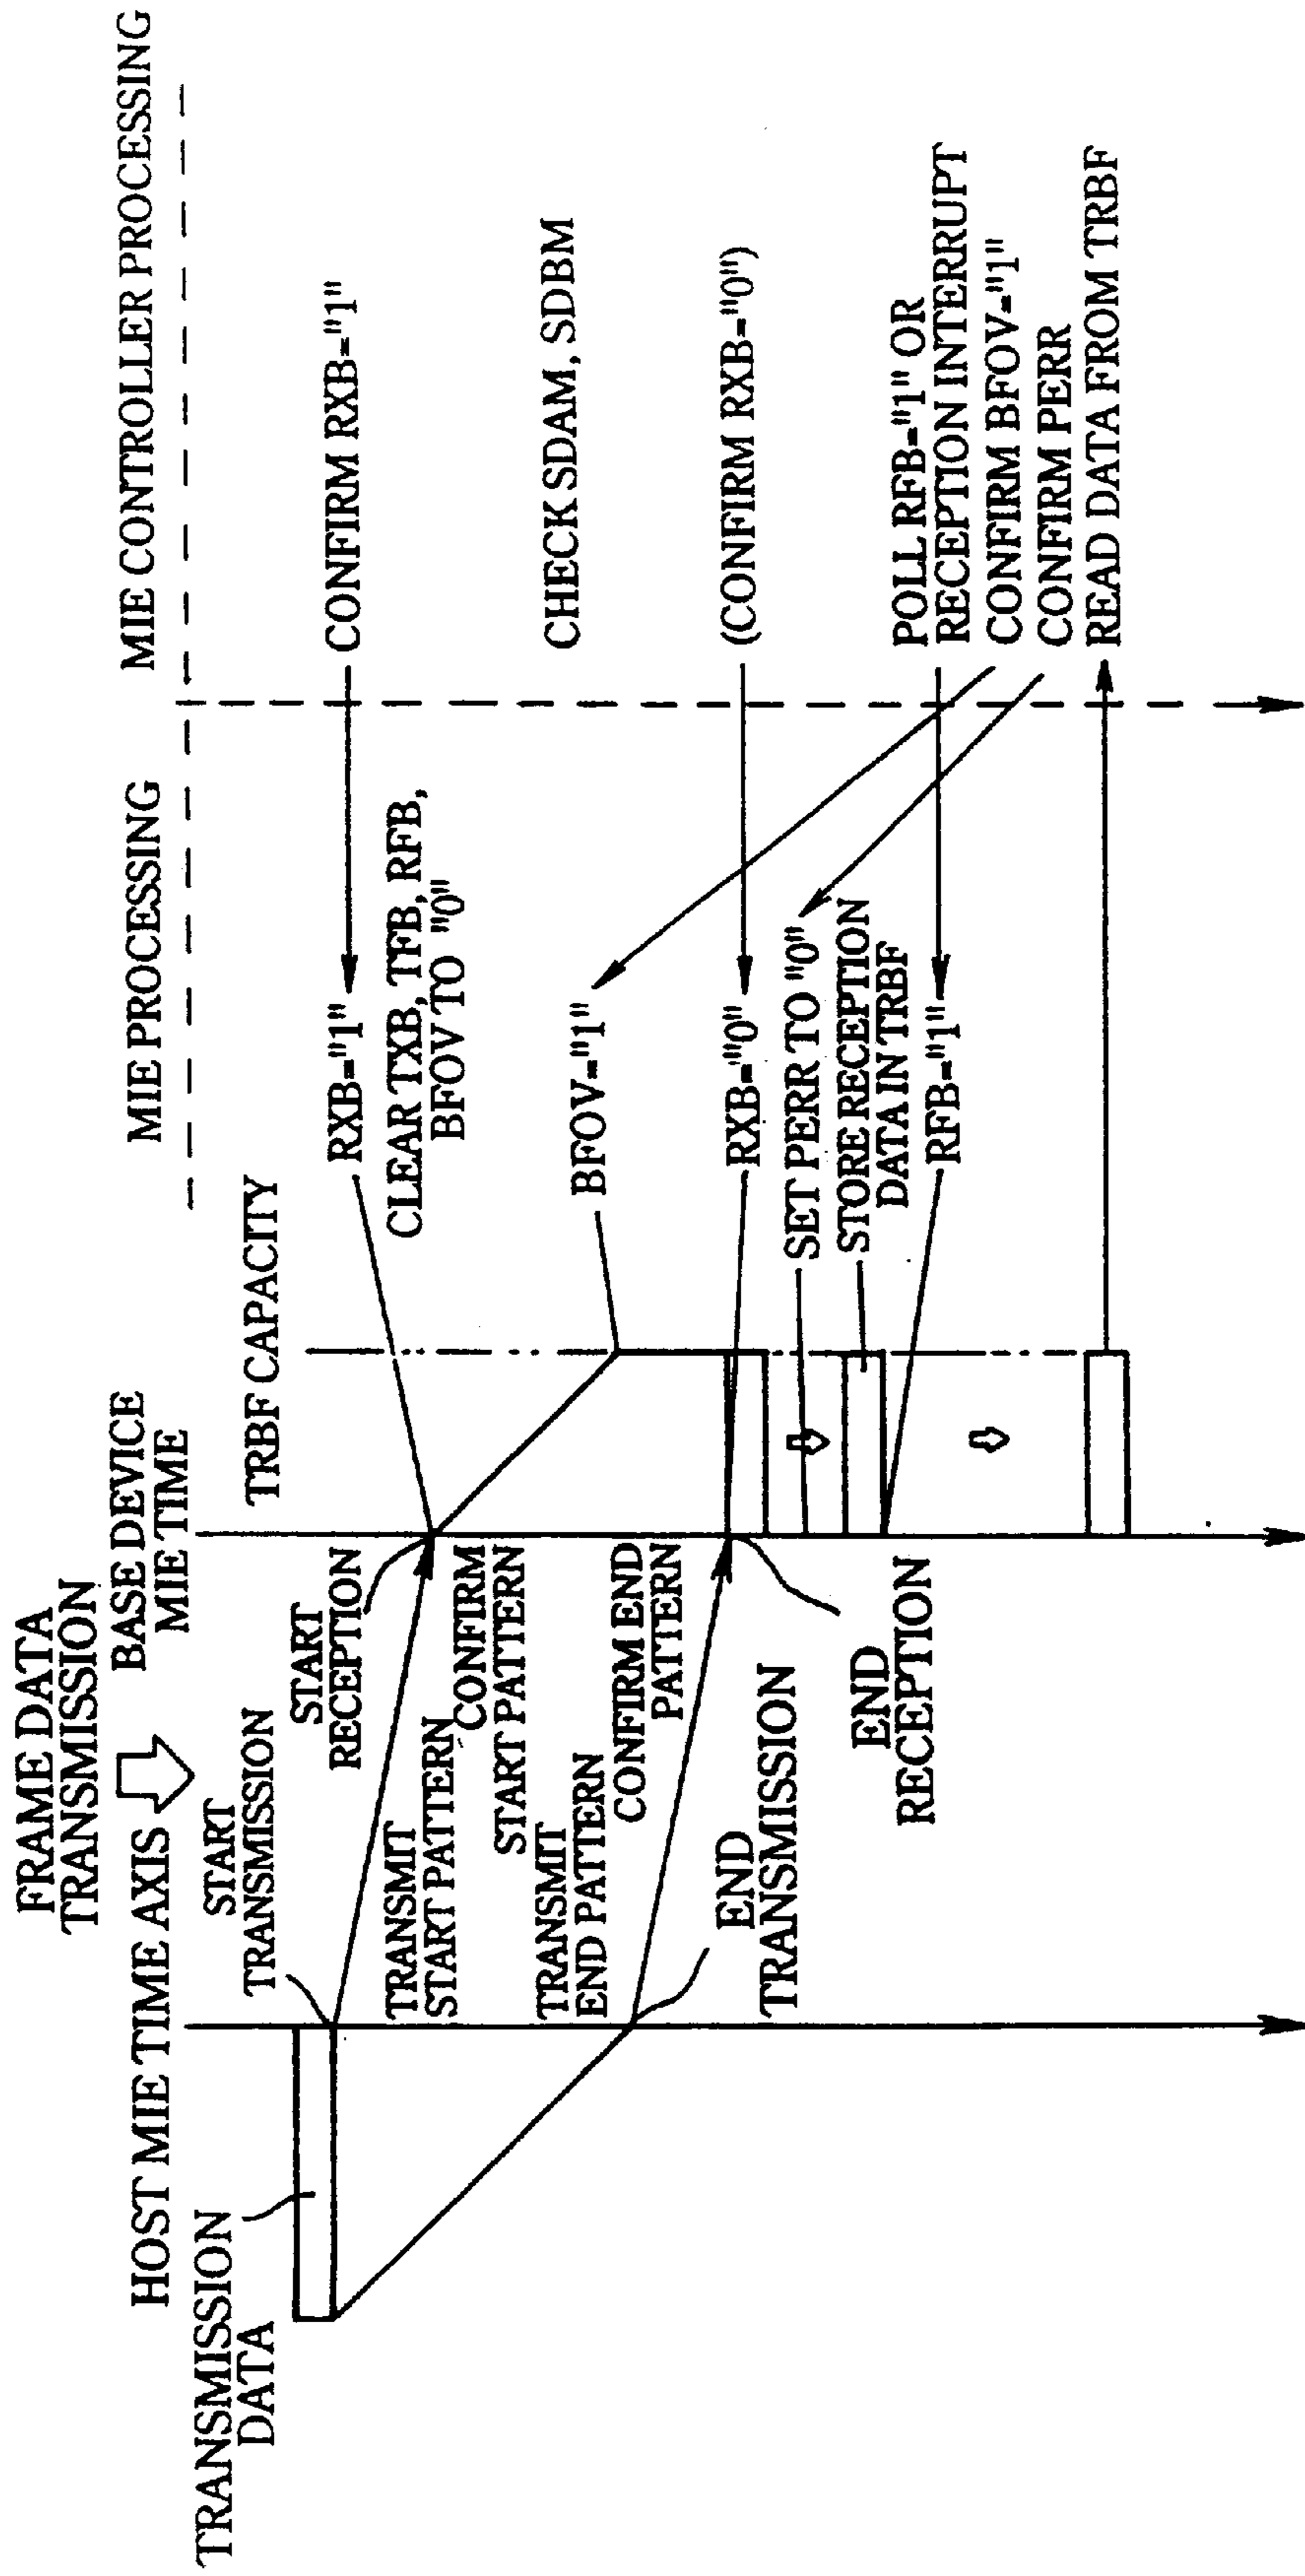 FRAME DATA
TRANSMISSION
HOST MIE TIME AXIS
BASE DEVICE
MIE TIME
MIE PROCESSING
MIE CONTROLLER PROCESSING
TRANSMISSION
DATA
START
TRANSMISSION
TRBF CAPACITY
START
RECEPTION
RXB="1"
CONFIRM RXB="1"
TRANSMIT
START PATTERN
CONFIRM
START PATTERN
CLEAR TXB, TFB, RFB,
BFOV TO "0"
TRANSMIT
END PATTERN
CONFIRM END
PATTERN
BFOV="1"
CHECK SDAM, SDBM
END
TRANSMISSION
RXB="0"
(CONFIRM RXB="0")
SET PERR TO "0"
STORE RECEPTION
DATA IN TRBF
END
RECEPTION
RFB="1"
POLL RFB="1" OR
RECEPTION INTERRUPT
CONFIRM BFOV="1"
CONFIRM PERR
READ DATA FROM TRBF